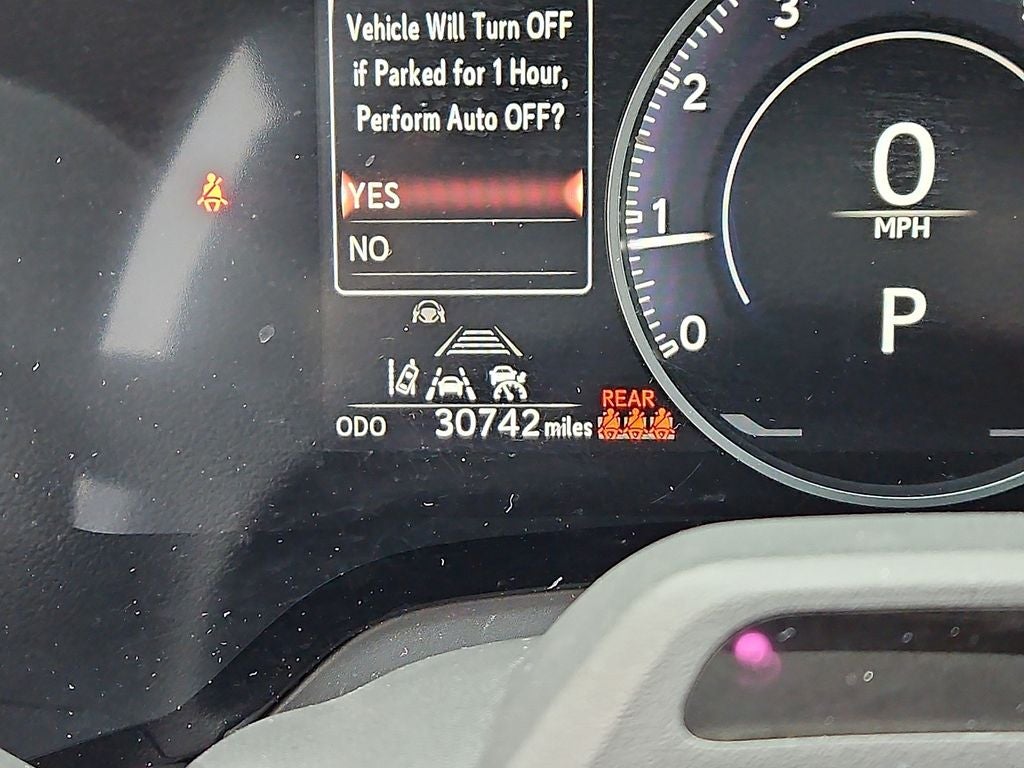 Vehicle Will Turn OFF
if Parked for 1 Hour,
Perform Auto OFF?
YES
NO
ODO 30742 miles
REAR
3
2
1
0
0
MPH
P